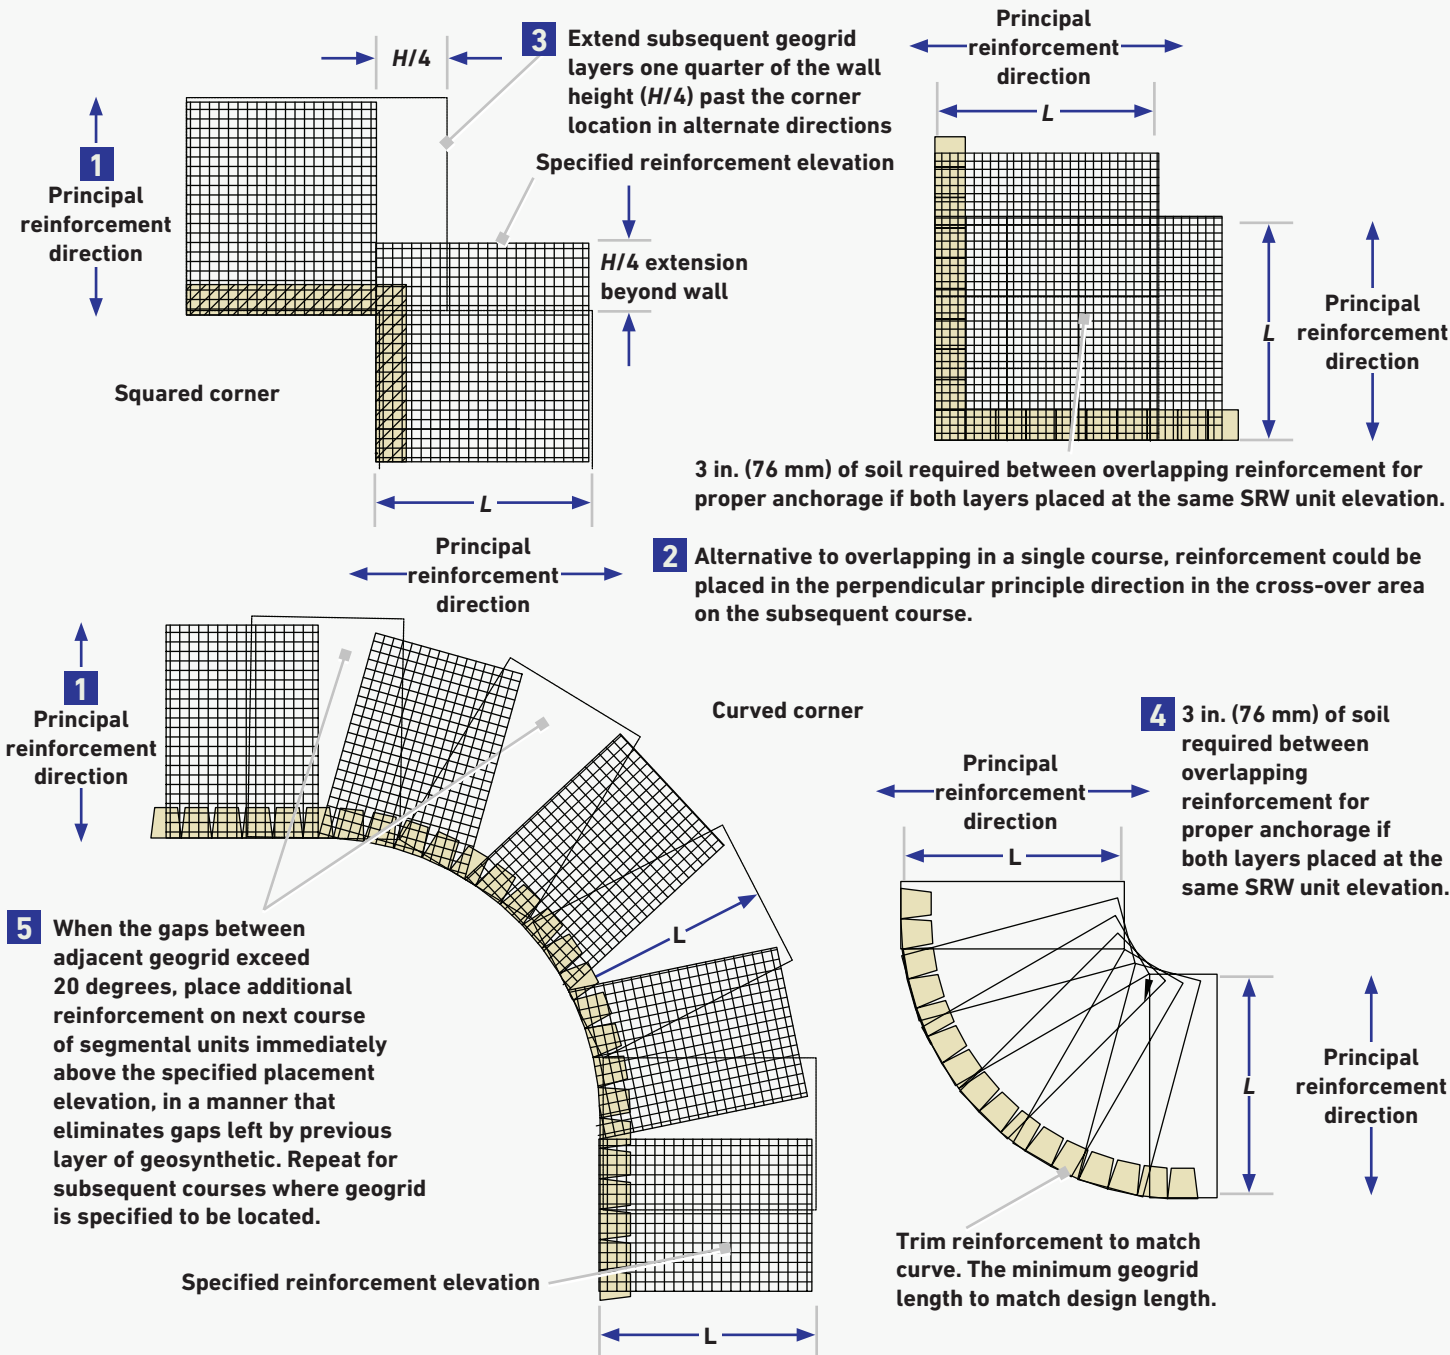 H/4
3 Extend subsequent geogrid
layers one quarter of the wall
height (H/4) past the corner
location in alternate directions
Specified reinforcement elevation
1
Principal
reinforcement
direction
H/4 extension
beyond wall
Squared corner
L
Principal
reinforcement
direction
Principal
reinforcement
direction
L
L
Principal
reinforcement
direction
3 in. (76 mm) of soil required between overlapping reinforcement for
proper anchorage if both layers placed at the same SRW unit elevation.
2 Alternative to overlapping in a single course, reinforcement could be
placed in the perpendicular principle direction in the cross-over area
on the subsequent course.
1
Principal
reinforcement
direction
Curved corner
L
5 When the gaps between
adjacent geogrid exceed
20 degrees, place additional
reinforcement on next course
of segmental units immediately
above the specified placement
elevation, in a manner that
eliminates gaps left by previous
layer of geosynthetic. Repeat for
subsequent courses where geogrid
is specified to be located.
Specified reinforcement elevation
L
4 3 in. (76 mm) of soil
required between
overlapping
reinforcement for
proper anchorage if
both layers placed at the
same SRW unit elevation.
Principal
reinforcement
direction
L
L
Principal
reinforcement
direction
Trim reinforcement to match
curve. The minimum geogrid
length to match design length.